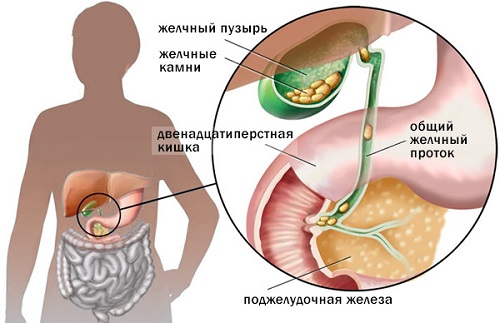 желчный пузырь
желчные
камни
двенадцатиперстная
кишка
общий
желчный
проток
поджелудочная железа